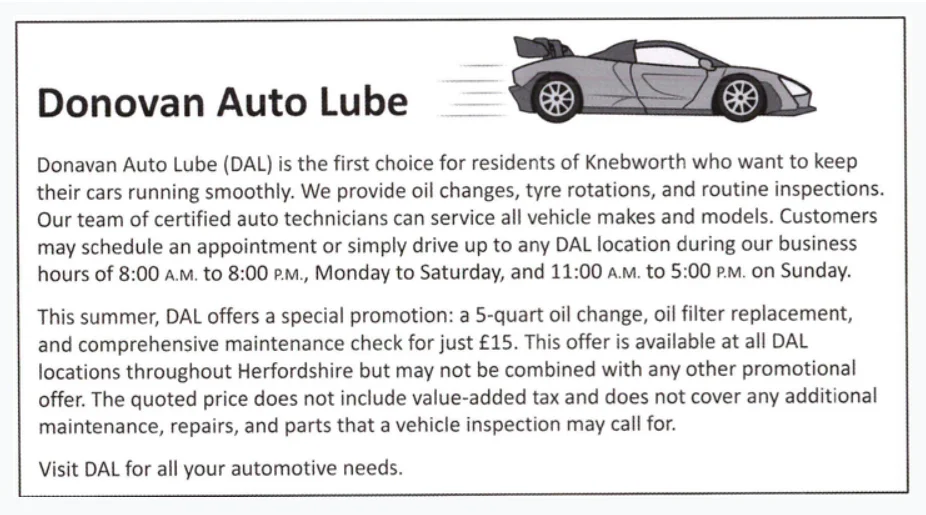 Donovan Auto Lube
Donavan Auto Lube (DAL) is the first choice for residents of Knebworth who want to keep
their cars running smoothly. We provide oil changes, tyre rotations, and routine inspections.
Our team of certified auto technicians can service all vehicle makes and models. Customers
may schedule an appointment or simply drive up to any DAL location during our business
hours of 8:00 A.M. to 8:00 P.M., Monday to Saturday, and 11:00 A.M. to 5:00 P.M. on Sunday.
This summer, DAL offers a special promotion: a 5-quart oil change, oil filter replacement,
and comprehensive maintenance check for just £15. This offer is available at all DAL
locations throughout Herfordshire but may not be combined with any other promotional
offer. The quoted price does not include value-added tax and does not cover any additional
maintenance, repairs, and parts that a vehicle inspection may call for.
Visit DAL for all your automotive needs.